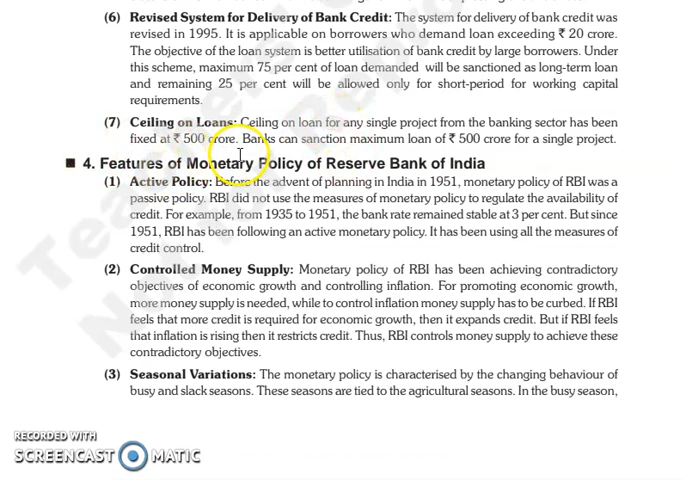 (6) Revised System for Delivery of Bank Credit: The system for delivery of bank credit was
revised in 1995. It is applicable on borrowers who demand loan exceeding ₹ 20 crore.
The objective of the loan system is better utilisation of bank credit by large borrowers. Under
this scheme, maximum 75 per cent of loan demanded will be sanctioned as long-term loan
and remaining 25 per cent will be allowed only for short-period for working capital
requirements.
(7) Ceiling on Loans: Ceiling on loan for any single project from the banking sector has been
fixed at ₹ 500 crore. Banks can sanction maximum loan of ₹ 500 crore for a single project.
■ 4. Features of Monetary Policy of Reserve Bank of India
(1) Active Policy: Before the advent of planning in India in 1951, monetary policy of RBI was a
passive policy. RBI did not use the measures of monetary policy to regulate the availability of
credit. For example, from 1935 to 1951, the bank rate remained stable at 3 per cent. But since
1951, RBI has been following an active monetary policy. It has been using all the measures of
credit control.
(2) Controlled Money Supply: Monetary policy of RBI has been achieving contradictory
objectives of economic growth and controlling inflation. For promoting economic growth,
more money supply is needed, while to control inflation money supply has to be curbed. If RBI
feels that more credit is required for economic growth, then it expands credit. But if RBI feels
that inflation is rising then it restricts credit. Thus, RBI controls money supply to achieve these
contradictory objectives.
(3) Seasonal Variations: The monetary policy is characterised by the changing behaviour of
busy and slack seasons. These seasons are tied to the agricultural seasons. In the busy season,
RECORDED WITH
SCREENCAST MATIC